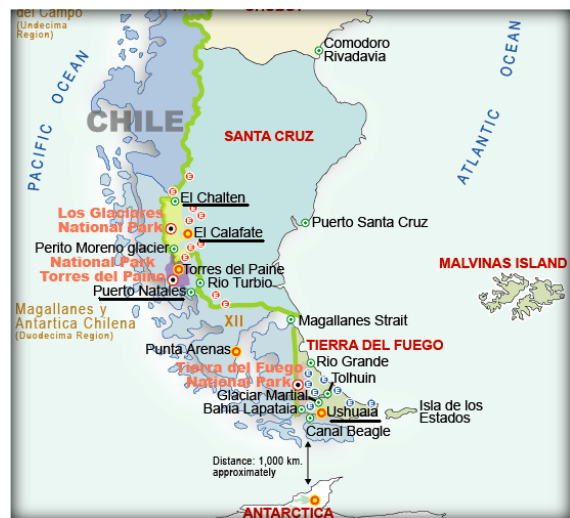 del Campo
(Undecima
Region)
CHUBUT
Comodoro
Rivadavia
PACIFIC OCEAN
ATLANTIC OCEAN
CHILE
SANTA CRUZ
E
El Chalten
E
E
Los Glaciares
National Park
E
El Calafate
Puerto Santa Cruz
E
Perito Moreno glacier
E
E
National Park
Torres del Paine
Torres del Paine
MALVINAS ISLAND
Puerto Natales
Rio Turbio
E
E
Magallanes y
Antartica Chilena
(Duodecima Region)
XII
Magallanes Strait
Punta Arenas
TIERRA DEL FUEGO
Rio Grande
Tierra del Fuego
National Park
Tolhuin
Glaciar Martial
Bahia Lapataia
Ushuaia
Isla de los
Estados
Canal Beagle
Distance: 1,000 km.
approximately
ANTARCTICA